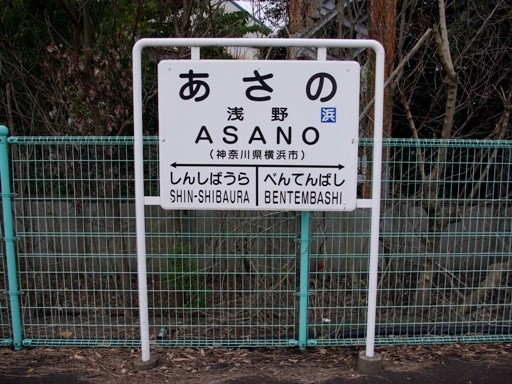 あさの
浅野 浜
ASANO
(神奈川県横浜市)
しんしばうら べんてんばし
SHIN-SHIBAURA BENTEMBASHI